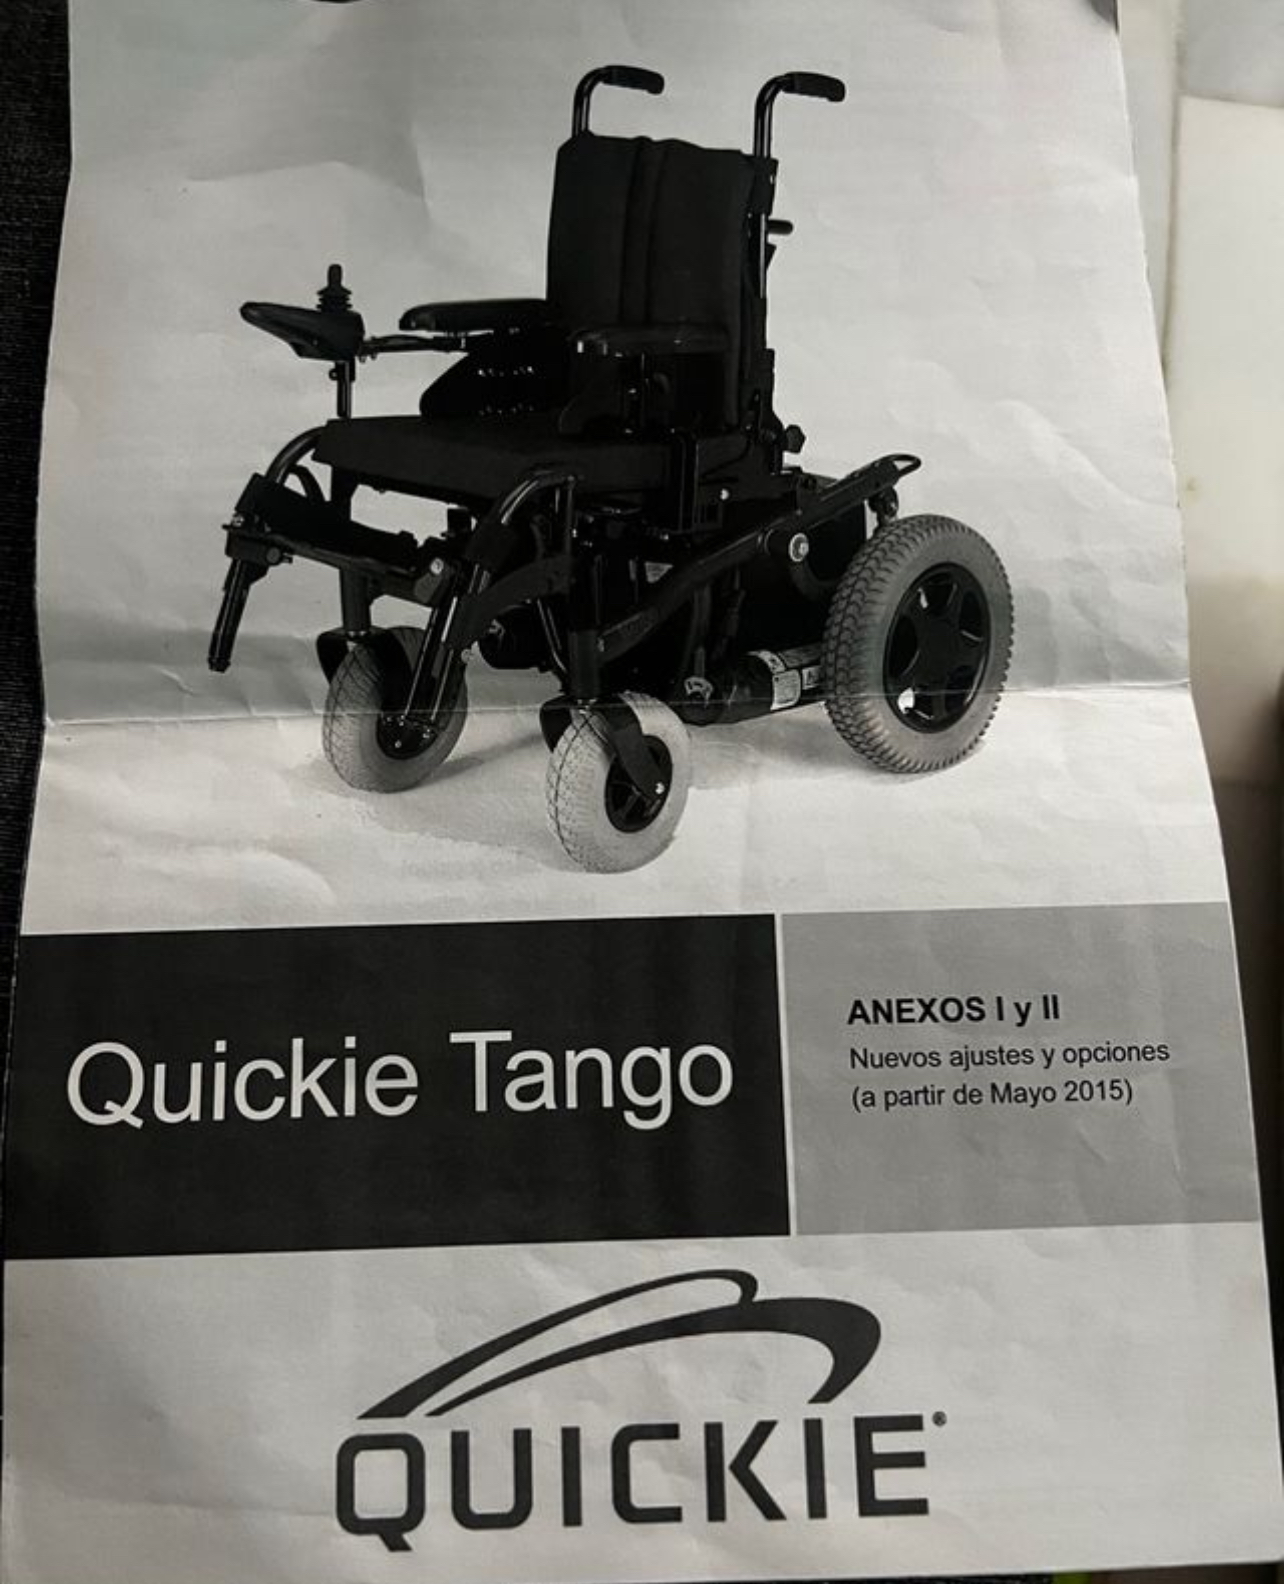 Quickie Tango
ANEXOS I y II
Nuevos ajustes y opciones
(a partir de Mayo 2015)
QUICKIE®